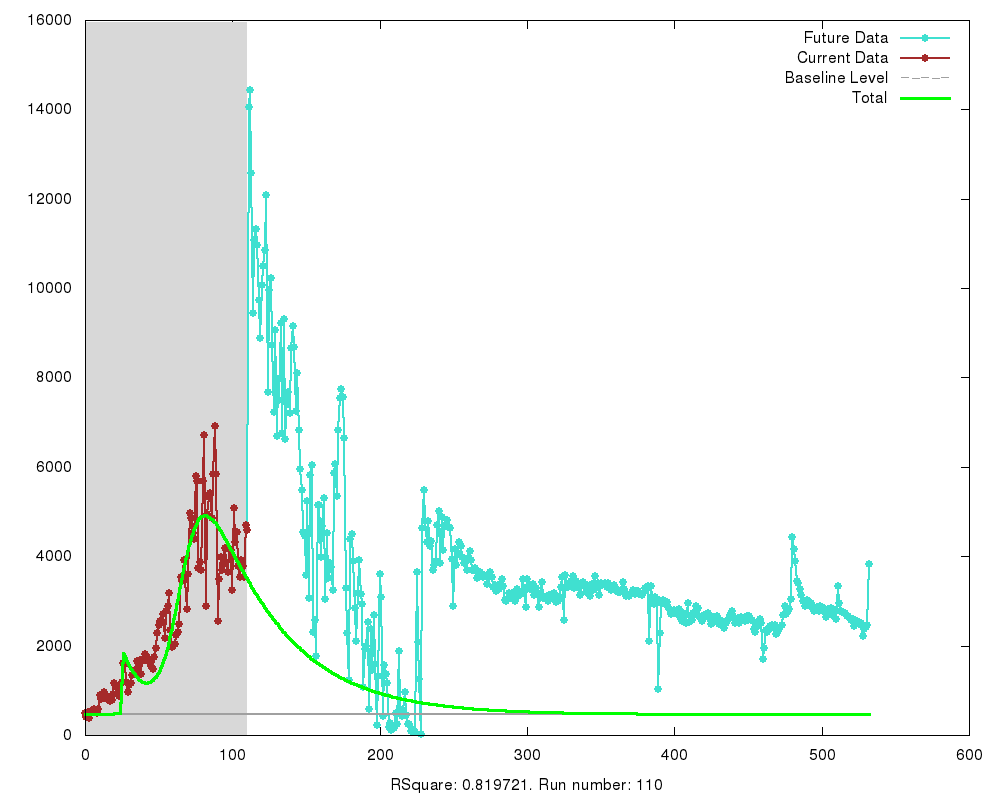 16000
14000
12000
10000
8000
6000
4000
2000
0
Future Data
Current Data
Baseline Level
Total
0 100 200 300 400 500 600
RSquare: 0.819721. Run number: 110